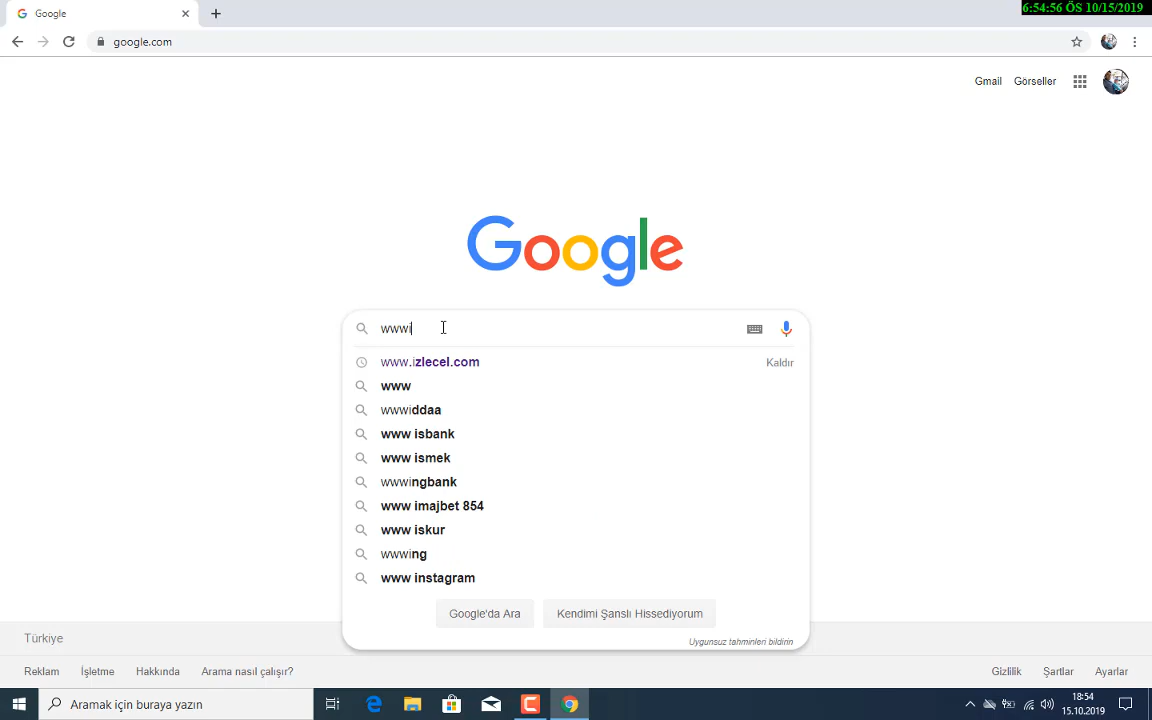 Google
6:54:56 ÖS 10/15/2019
google.com
Gmail Görseller
Google
wwwi
www.izlecel.com Kaldır
www
wwwiddaa
www isbank
www ismek
wwwingbank
www imajbet 854
www iskur
wwwing
www instagram
Google'da Ara Kendimi Şanslı Hissediyorum
Uygunsuz tahminleri bildirin
Türkiye
Reklam İşletme Hakkında Arama nasıl çalışır? Gizlilik Şartlar Ayarlar
Aramak için buraya yazın
18:54
15.10.2019